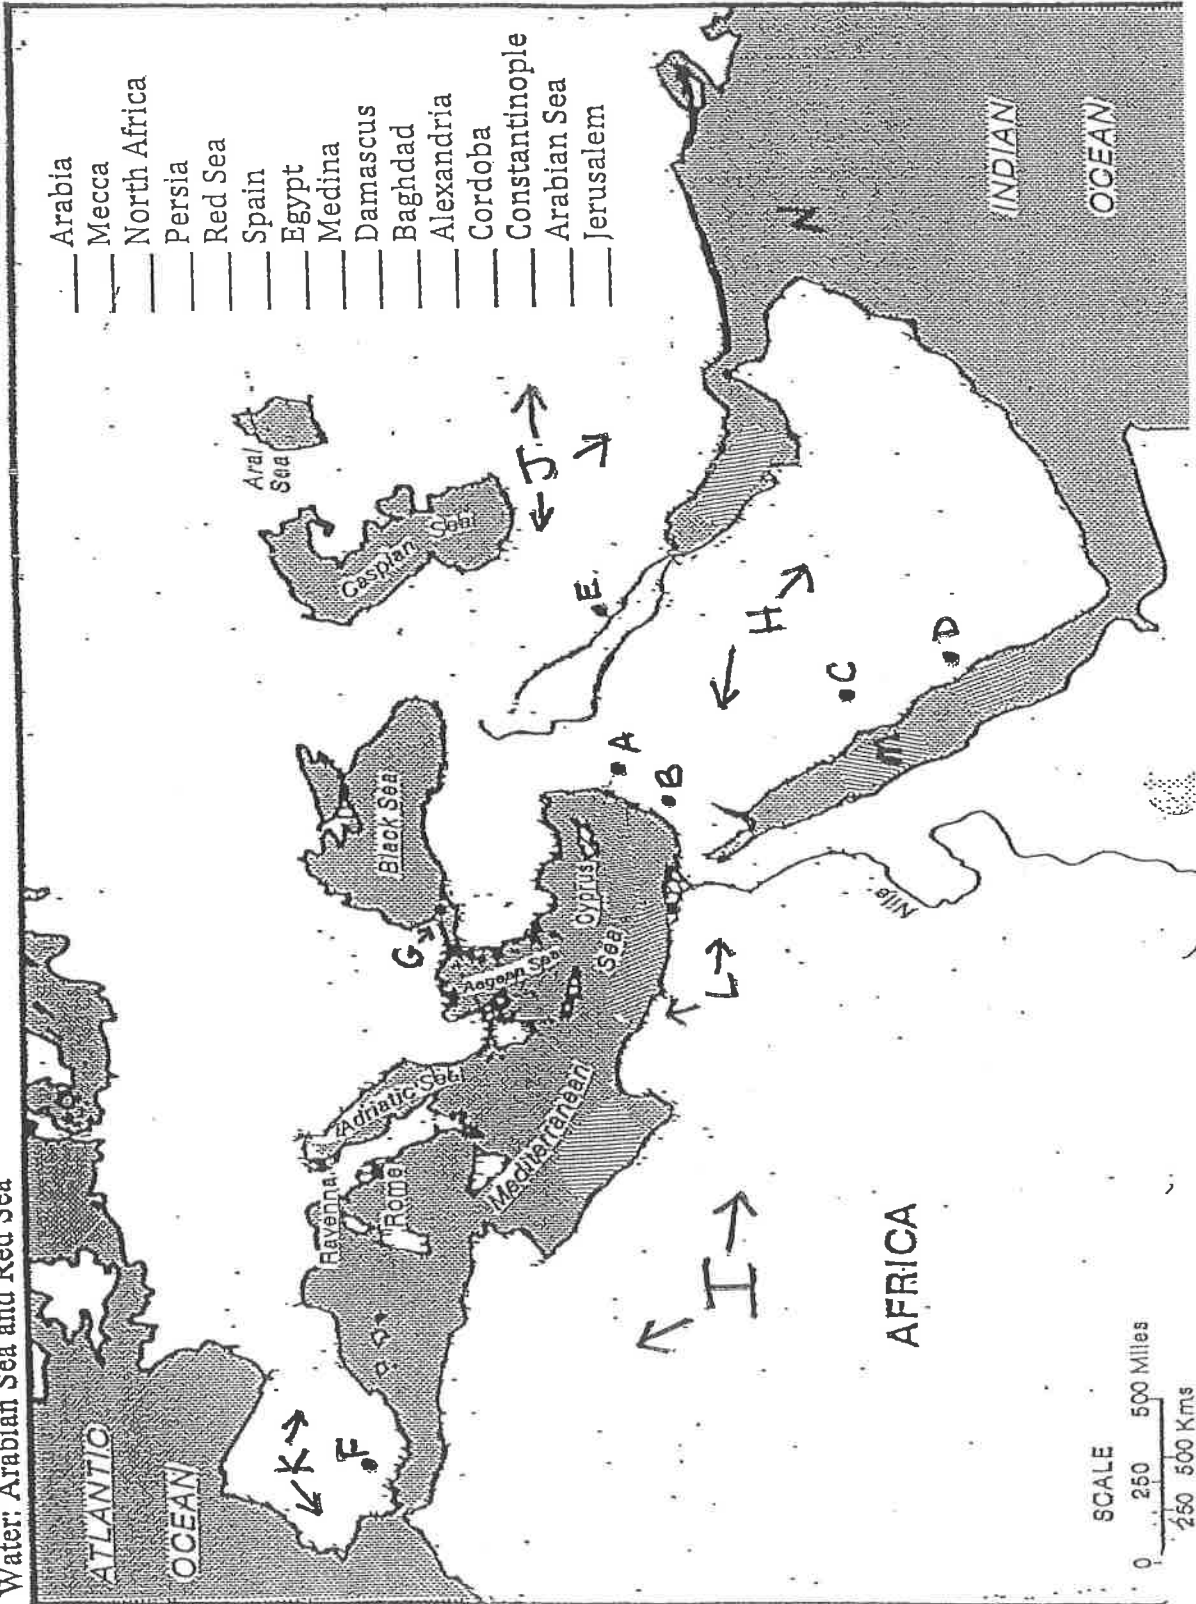 Water: Arabian Sea and Red Sea
Arabia
Mecca
North Africa
Persia
Red Sea
Spain
Egypt
Medina
Damascus
Baghdad
Alexandria
Cordoba
Constantinople
Arabian Sea
Jerusalem
ATLANTIC
OCEAN
K
F
Ravenna
Rome
Adriatic Sea
Mediterranean
Sea
Aegean Sea
Cyprus
Black Sea
G
Caspian Sea
Aral
Sea
J
E
A
B
H
C
D
L
Nile
I
AFRICA
N
INDIAN
OCEAN
SCALE
0 250 500 Miles
250 500 Kms